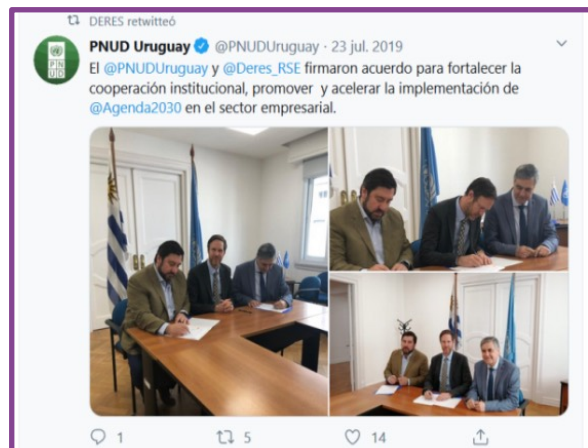 DERES retwitteó
PNUD Uruguay @PNUDUruguay · 23 jul. 2019
El @PNUDUruguay y @Deres_RSE firmaron acuerdo para fortalecer la
cooperación institucional, promover y acelerar la implementación de
@Agenda2030 en el sector empresarial.
P N
U D
1 5 14